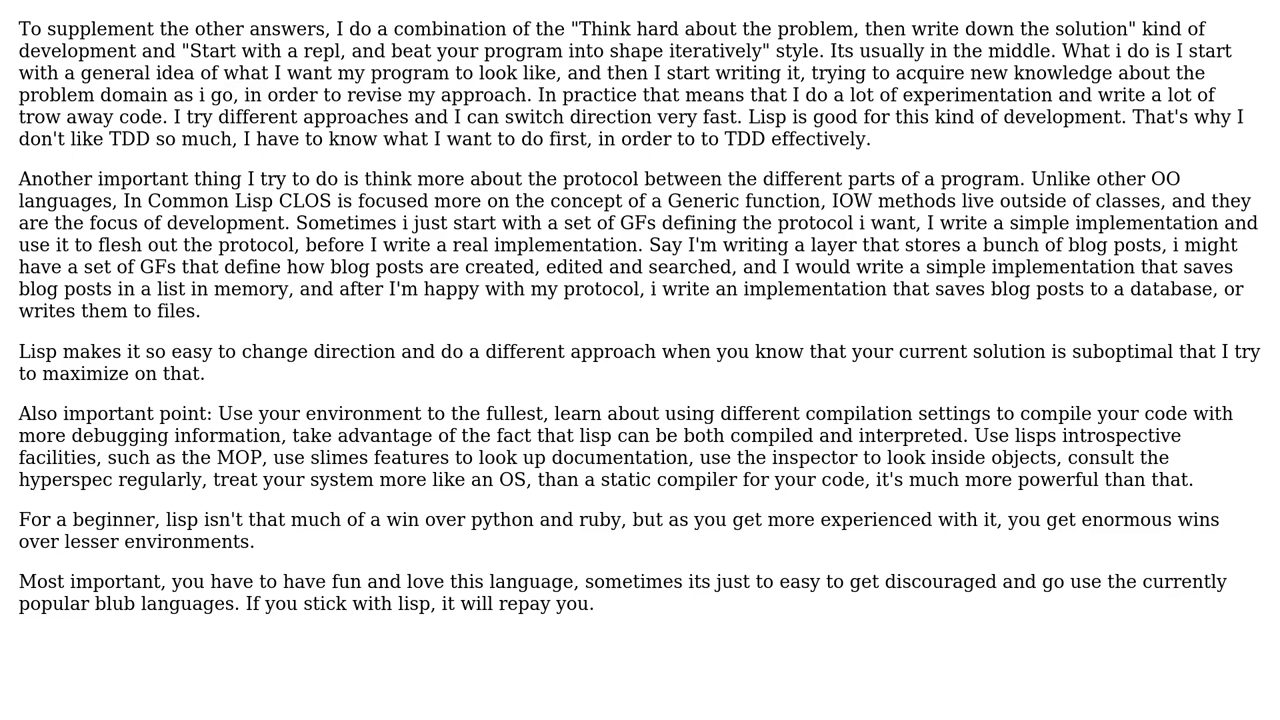 To supplement the other answers, I do a combination of the "Think hard about the problem, then write down the solution" kind of
development and "Start with a repl, and beat your program into shape iteratively" style. Its usually in the middle. What i do is I start
with a general idea of what I want my program to look like, and then I start writing it, trying to acquire new knowledge about the
problem domain as i go, in order to revise my approach. In practice that means that I do a lot of experimentation and write a lot of
trow away code. I try different approaches and I can switch direction very fast. Lisp is good for this kind of development. That's why I
don't like TDD so much, I have to know what I want to do first, in order to to TDD effectively.
Another important thing I try to do is think more about the protocol between the different parts of a program. Unlike other OO
languages, In Common Lisp CLOS is focused more on the concept of a Generic function, IOW methods live outside of classes, and they
are the focus of development. Sometimes i just start with a set of GFs defining the protocol i want, I write a simple implementation and
use it to flesh out the protocol, before I write a real implementation. Say I'm writing a layer that stores a bunch of blog posts, i might
have a set of GFs that define how blog posts are created, edited and searched, and I would write a simple implementation that saves
blog posts in a list in memory, and after I'm happy with my protocol, i write an implementation that saves blog posts to a database, or
writes them to files.
Lisp makes it so easy to change direction and do a different approach when you know that your current solution is suboptimal that I try
to maximize on that.
Also important point: Use your environment to the fullest, learn about using different compilation settings to compile your code with
more debugging information, take advantage of the fact that lisp can be both compiled and interpreted. Use lisps introspective
facilities, such as the MOP, use slimes features to look up documentation, use the inspector to look inside objects, consult the
hyperspec regularly, treat your system more like an OS, than a static compiler for your code, it's much more powerful than that.
For a beginner, lisp isn't that much of a win over python and ruby, but as you get more experienced with it, you get enormous wins
over lesser environments.
Most important, you have to have fun and love this language, sometimes its just to easy to get discouraged and go use the currently
popular blub languages. If you stick with lisp, it will repay you.